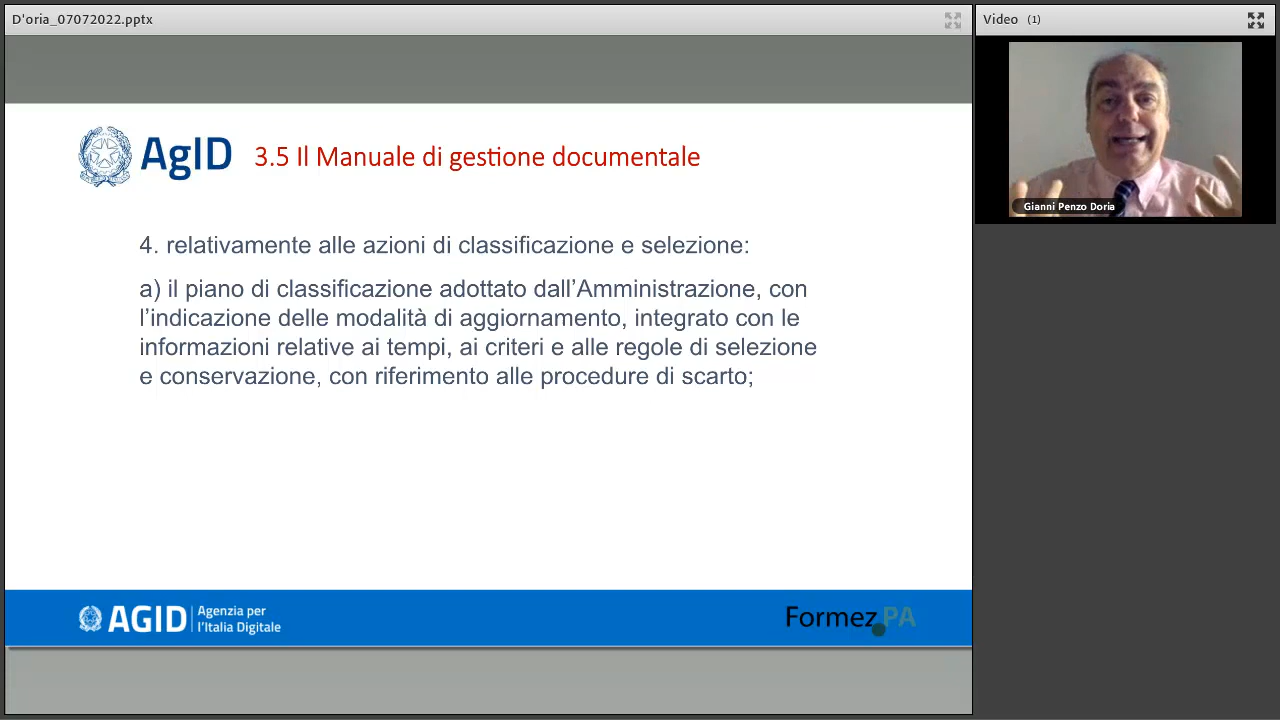 D'oria_07072022.pptx
Video (1)
AgID 3.5 Il Manuale di gestione documentale
Gianni Penzo Doria
4. relativamente alle azioni di classificazione e selezione:
a) il piano di classificazione adottato dall’Amministrazione, con
l’indicazione delle modalità di aggiornamento, integrato con le
informazioni relative ai tempi, ai criteri e alle regole di selezione
e conservazione, con riferimento alle procedure di scarto;
AGID
Agenzia per
l’Italia Digitale
Formez PA